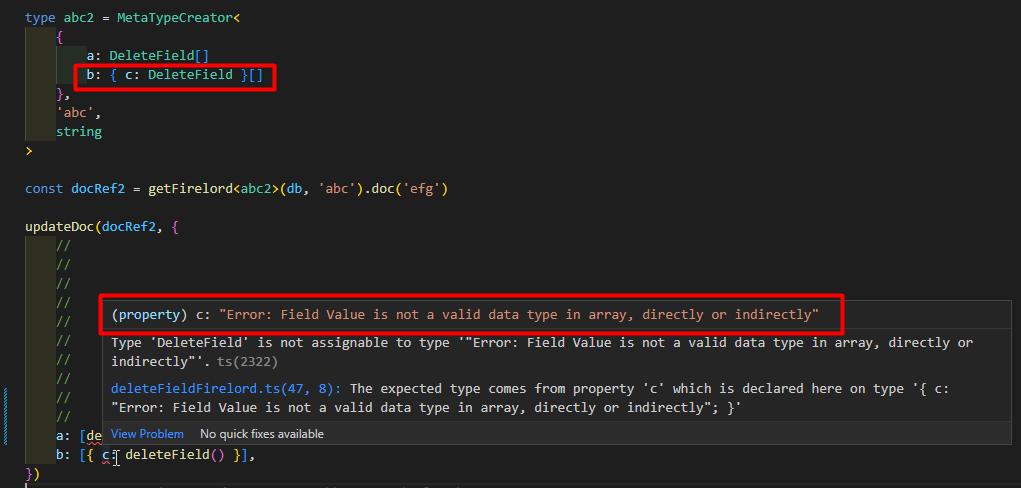 type abc2 = MetaTypeCreator<
{
a: DeleteField[]
b: { c: DeleteField }[]
},
'abc',
string
>
const docRef2 = getFirelord<abc2>(db, 'abc').doc('efg')
updateDoc(docRef2, {
//
//
//
//
(property) c: "Error: Field Value is not a valid data type in array, directly or indirectly"
//
Type 'DeleteField' is not assignable to type '"Error: Field Value is not a valid data type in array, directly or
//
indirectly"'. ts(2322)
//
deleteFieldFirelord.ts(47, 8): The expected type comes from property 'c' which is declared here on type '{ c:
//
"Error: Field Value is not a valid data type in array, directly or indirectly"; }'
//
View Problem No quick fixes available
a: [de
b: [{ c: deleteField() }],
})